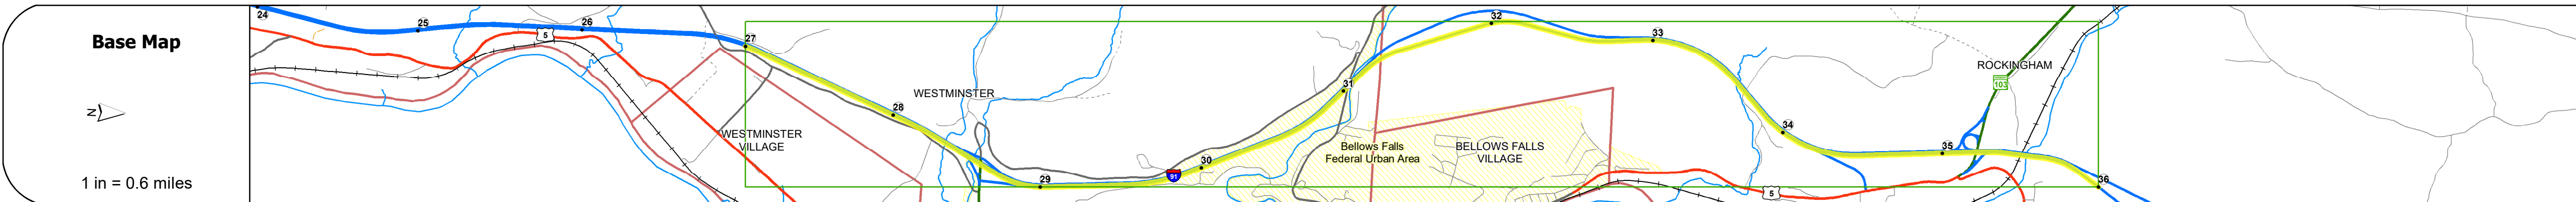 Base Map
N
1 in = 0.6 miles
24
25
26
5
27
WESTMINSTER
VILLAGE
28
WESTMINSTER
29
91
30
31
Bellows Falls
Federal Urban Area
BELLOWS FALLS
VILLAGE
32
33
34
5
35
ROCKINGHAM
103
36